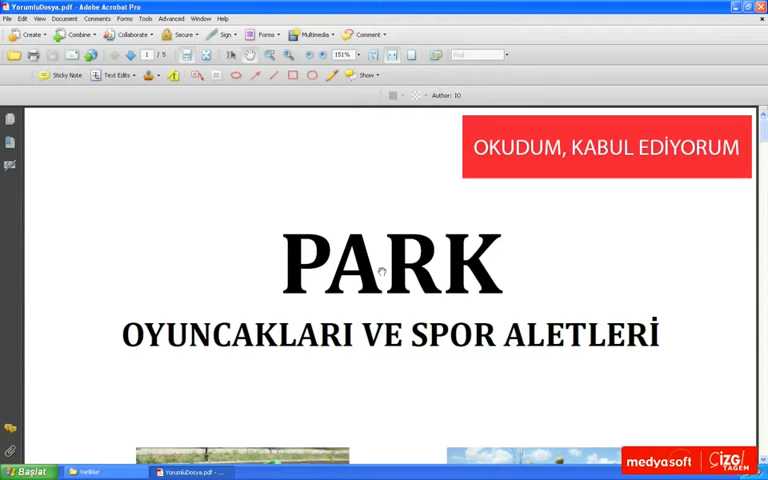 YorumluDosya.pdf - Adobe Acrobat Pro
File Edit View Document Comments Forms Tools Advanced Window Help
Create Combine Collaborate Secure Sign Forms Multimedia Comment
1 / 5 151% Find
Sticky Note Text Edits Show
Author: IO
OKUDUM, KABUL EDİYORUM
PARK
OYUNCAKLARI VE SPOR ALETLERİ
medyasoft ÇİZGİ TAGEM
Başlat Varlıklar YorumluDosya.pdf - ...